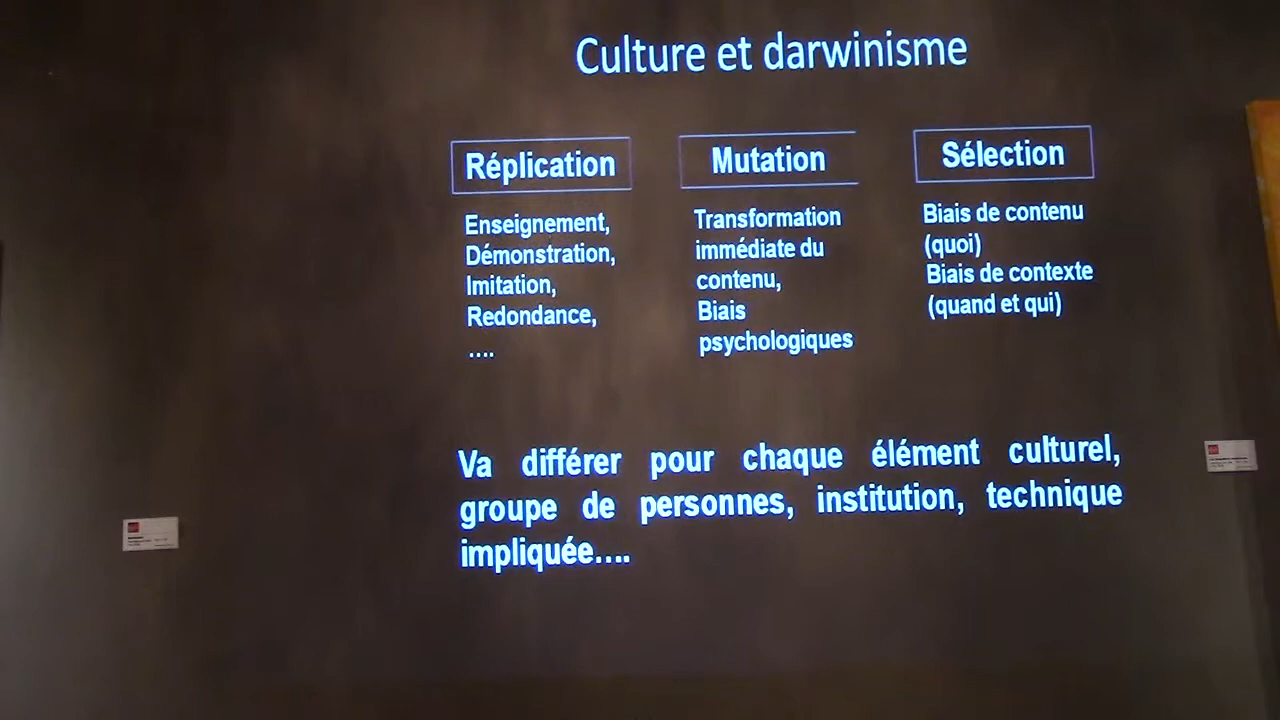 Culture et darwinisme
Réplication
Enseignement,
Démonstration,
Imitation,
Redondance,
....
Mutation
Transformation
immédiate du
contenu,
Biais
psychologiques
Sélection
Biais de contenu
(quoi)
Biais de contexte
(quand et qui)
Va différer pour chaque élément culturel,
groupe de personnes, institution, technique
impliquée....